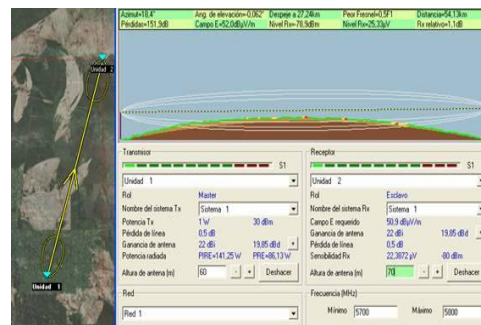 Unidad 2
Unidad 1
Azimut=18,4° Ang. de elevación=-0,062° Despeje a 27,24km Peor Fresnel=0,5F1 Distancia=54,13km
Pérdidas=151,9dB Campo E=52,0dBµV/m Nivel Rx=-78,9dBm Nivel Rx=25,33µV Rx relativo=1,1dB
Transmisor
S1
Unidad 1
Rol Master
Nombre del sistema Tx Sistema 1
Potencia Tx 1 W 30 dBm
Pérdida de línea 0,5 dB
Ganancia de antena 22 dBi 19,85 dBd +
Potencia radiada PIRE=141,25 W PRE=86,13 W
Altura de antena (m) 60 - + Deshacer
Red
Red 1
Receptor
S1
Unidad 2
Rol Esclavo
Nombre del sistema Rx Sistema 1
Campo E requerido 50,9 dBµV/m
Ganancia de antena 22 dBi 19,85 dBd +
Pérdida de línea 0,5 dB
Sensibilidad Rx 22,3872 µV -80 dBm
Altura de antena (m) 70 - + Deshacer
Frecuencia (MHz)
Mínimo 5700 Máximo 5800